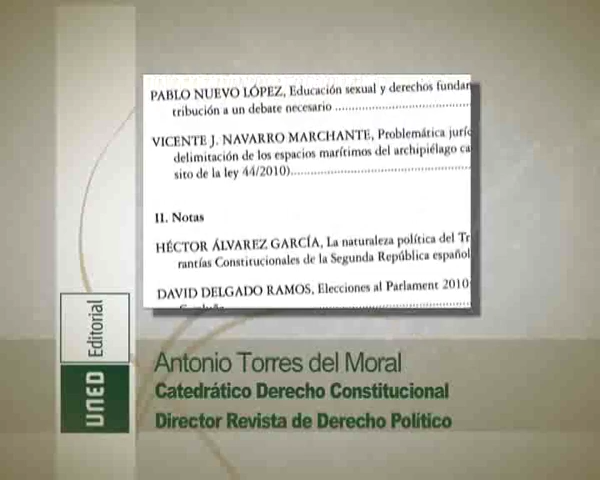 PABLO NUEVO LÓPEZ, Educación sexual y derechos fundan
tribución a un debate necesario
VICENTE J. NAVARRO MARCHANTE, Problemática juríc
delimitación de los espacios marítimos del archipiélago ca
sito de la ley 44/2010)
II. Notas
HÉCTOR ÁLVAREZ GARCÍA, La naturaleza política del Tr
rantías Constitucionales de la Segunda República español
DAVID DELGADO RAMOS, Elecciones al Parlament 2010
UNED Editorial
Antonio Torres del Moral
Catedrático Derecho Constitucional
Director Revista de Derecho Político